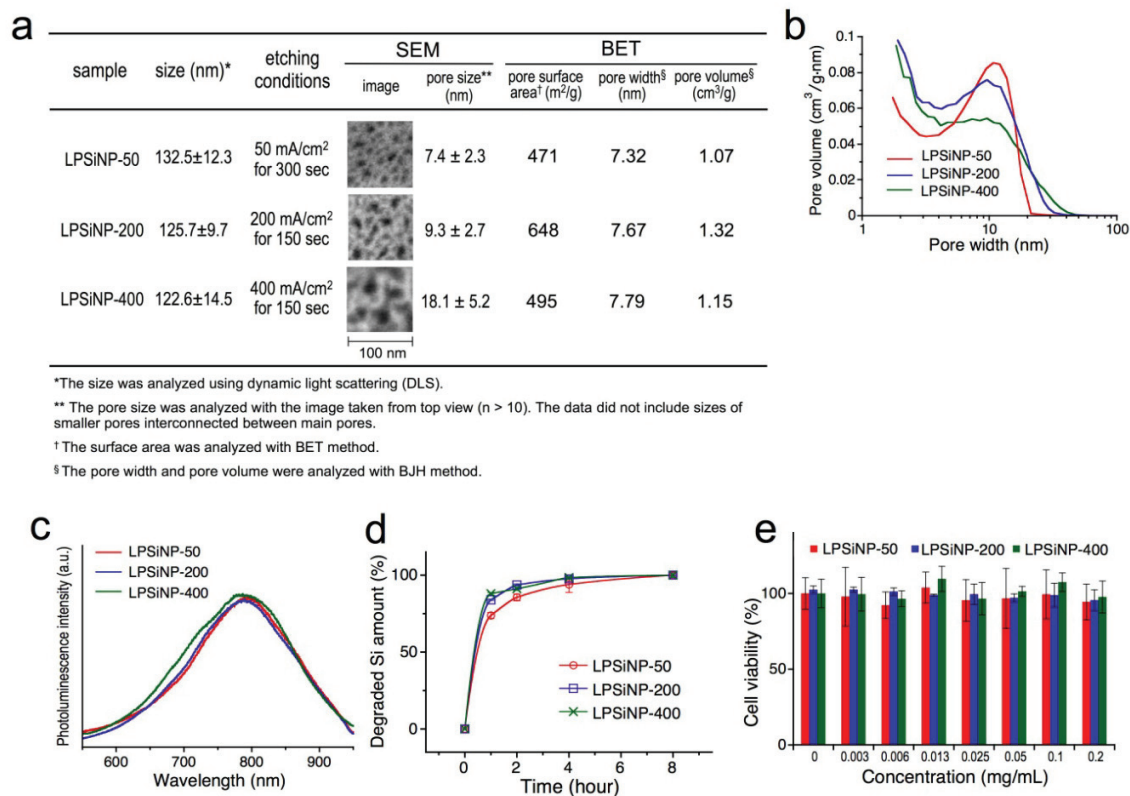 a
sample size (nm)* etching conditions SEM BET
image pore size** (nm) pore surface area† (m²/g) pore width§ (nm) pore volume§ (cm³/g)
LPSiNP-50 132.5±12.3 50 mA/cm² for 300 sec 7.4 ± 2.3 471 7.32 1.07
LPSiNP-200 125.7±9.7 200 mA/cm² for 150 sec 9.3 ± 2.7 648 7.67 1.32
LPSiNP-400 122.6±14.5 400 mA/cm² for 150 sec 18.1 ± 5.2 495 7.79 1.15
100 nm
*The size was analyzed using dynamic light scattering (DLS).
** The pore size was analyzed with the image taken from top view (n > 10). The data did not include sizes of
smaller pores interconnected between main pores.
† The surface area was analyzed with BET method.
§ The pore width and pore volume were analyzed with BJH method.
b
Pore volume (cm³/g-nm)
0.1
0.08
0.06
0.04
0.02
0
LPSiNP-50
LPSiNP-200
LPSiNP-400
1 10 100
Pore width (nm)
c
Photoluminescence intensity (a.u.)
LPSiNP-50
LPSiNP-200
LPSiNP-400
600 700 800 900
Wavelength (nm)
d
Degraded Si amount (%)
100
50
0
LPSiNP-50
LPSiNP-200
LPSiNP-400
0 2 4 6 8
Time (hour)
e
Cell viability (%)
LPSiNP-50 LPSiNP-200 LPSiNP-400
100
50
0
0 0.003 0.006 0.013 0.025 0.05 0.1 0.2
Concentration (mg/mL)